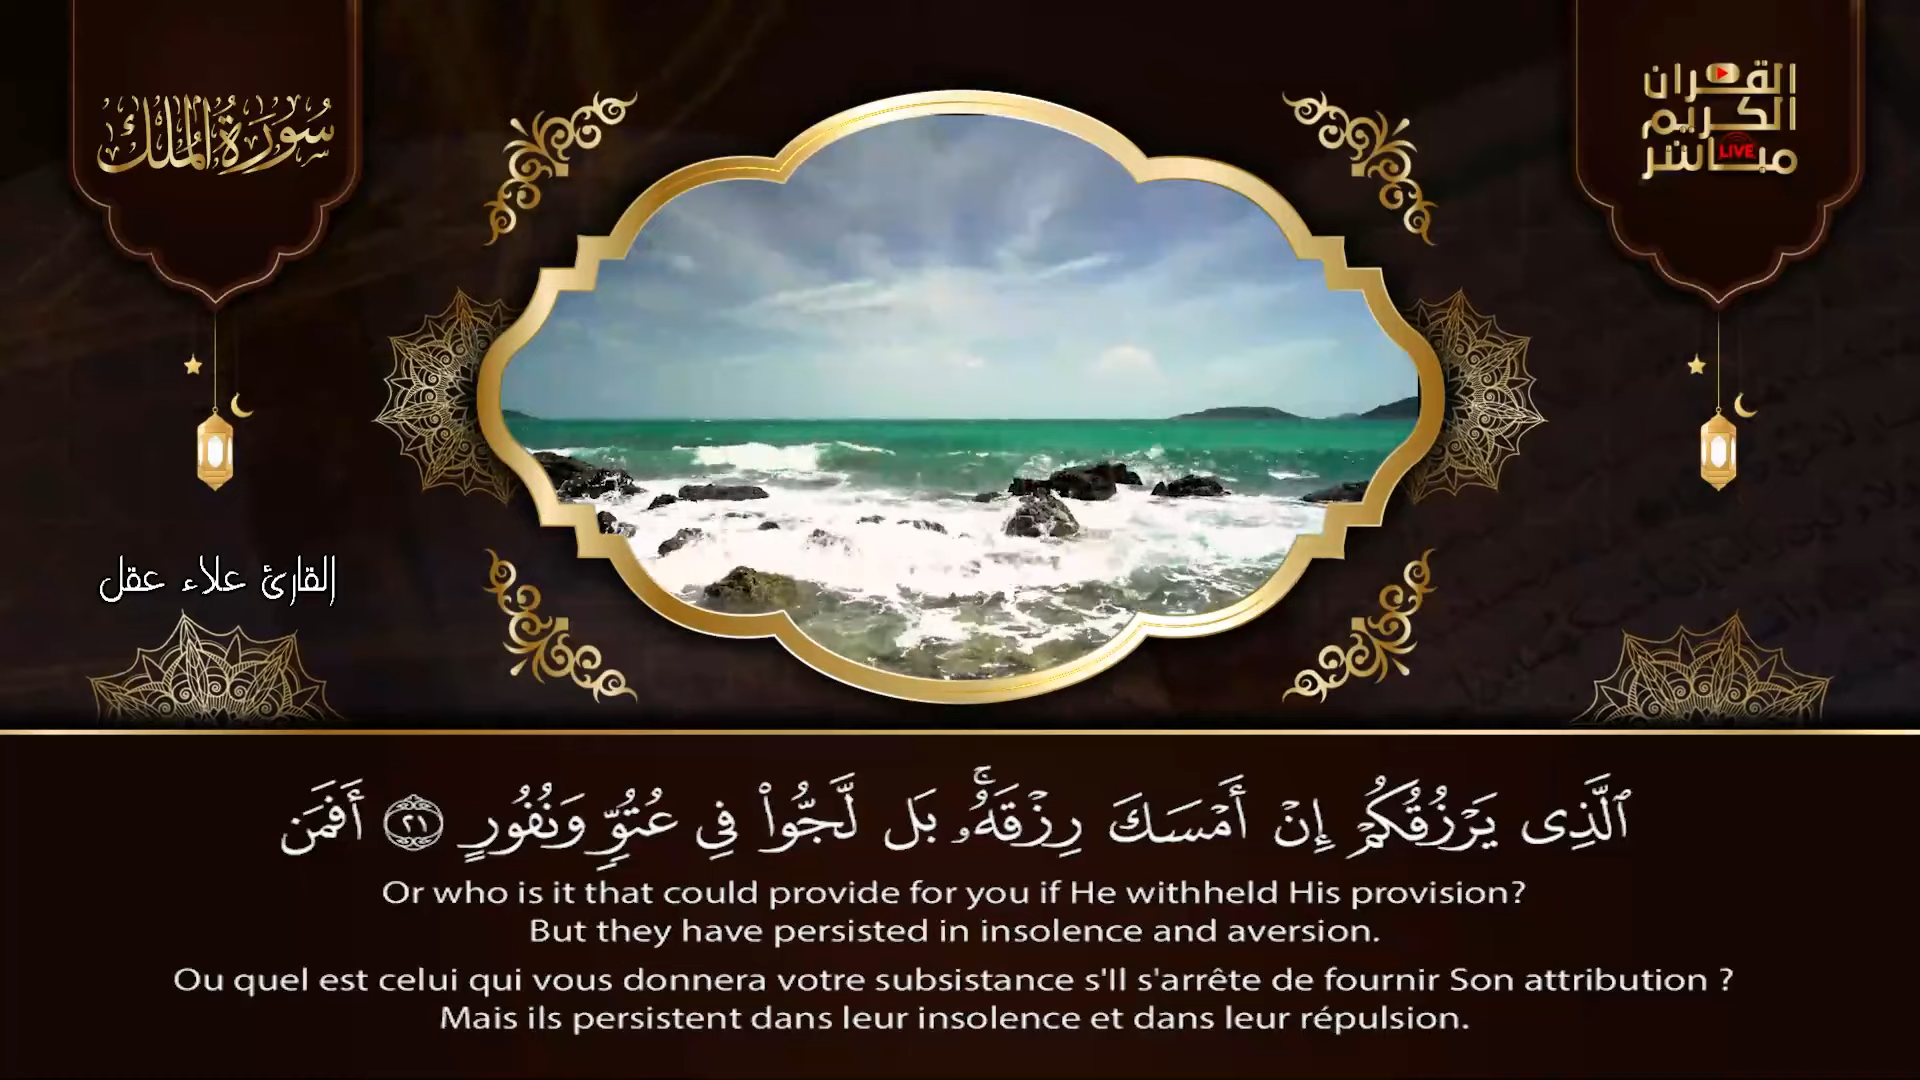 سُورَةُ المُلك
القرآن
الكريم
مباشر
LIVE
القارئ علاء عقل
ٱلَّذِى يَرْزُقُكُمْ إِنْ أَمْسَكَ رِزْقَهُۥ ۚ بَل لَّجُّوا۟ فِى عُتُوٍّ وَنُفُورٍ ٢١ أَفَمَن
Or who is it that could provide for you if He withheld His provision?
But they have persisted in insolence and aversion.
Ou quel est celui qui vous donnera votre subsistance s'Il s'arrête de fournir Son attribution ?
Mais ils persistent dans leur insolence et dans leur répulsion.